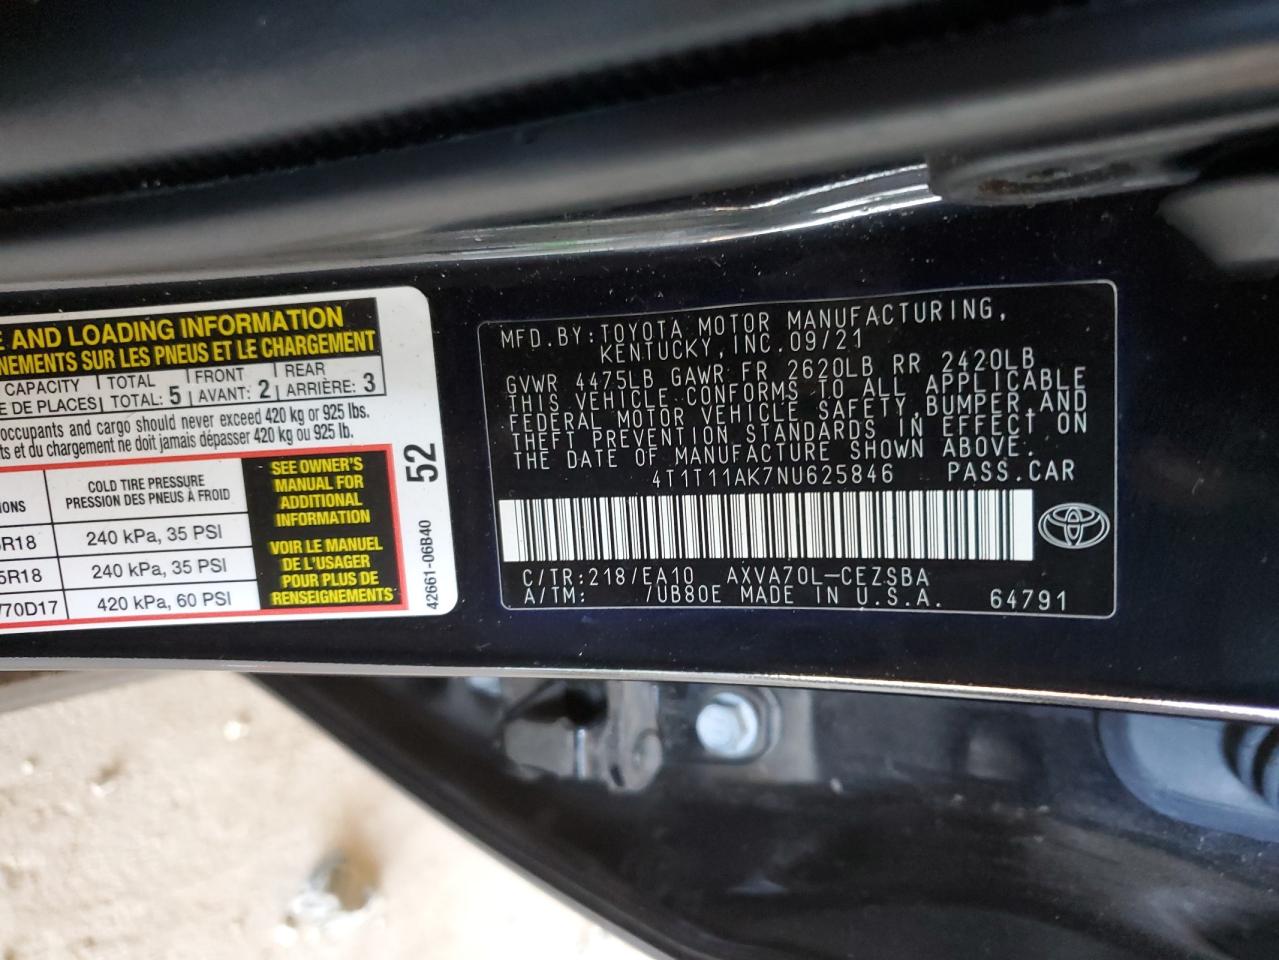 E AND LOADING INFORMATION
NEMENTS SUR LES PNEUS ET LE CHARGEMENT
CAPACITY TOTAL FRONT REAR
E DE PLACES TOTAL: 5 AVANT: 2 ARRIÈRE: 3
occupants and cargo should never exceed 420 kg or 925 lbs.
ts et du chargement ne doit jamais dépasser 420 kg ou 925 lb.
IONS
COLD TIRE PRESSURE
PRESSION DES PNEUS À FROID
R18 240 kPa, 35 PSI
5R18 240 kPa, 35 PSI
/70D17 420 kPa, 60 PSI
SEE OWNER'S
MANUAL FOR
ADDITIONAL
INFORMATION
VOIR LE MANUEL
DE L'USAGER
POUR PLUS DE
RENSEIGNEMENTS
52
42661-06B40
MFD.BY:TOYOTA MOTOR MANUFACTURING,
KENTUCKY,INC.09/21
GVWR 4475LB GAWR FR 2620LB RR 2420LB
THIS VEHICLE CONFORMS TO ALL APPLICABLE
FEDERAL MOTOR VEHICLE SAFETY,BUMPER,AND
THEFT PREVENTION STANDARDS IN EFFECT ON
THE DATE OF MANUFACTURE SHOWN ABOVE.
4T1T11AK7NU625846 PASS.CAR
C/TR:218/EA10 AXVA70L-CEZSBA
A/TM: /UB80E MADE IN U.S.A. 64791